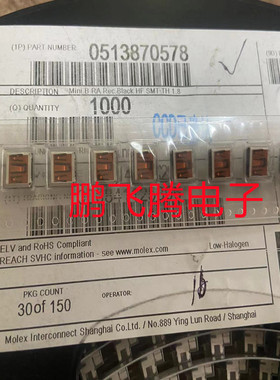 (1P) PART NUMBER 0513870578
DESCRIPTION Mini B RA Rec Black HF SMT TH 1.8
(Q) QUANTITY 1000
鹏飞腾电子
ELV and RoHS Compliant
REACH SVHC information - see www.molex.com
Low-Halogen
PKG COUNT
30 of 150
OPERATOR:
Molex Interconnect Shanghai Co.Ltd. / No.889 Ying Lun Road / Shanghai